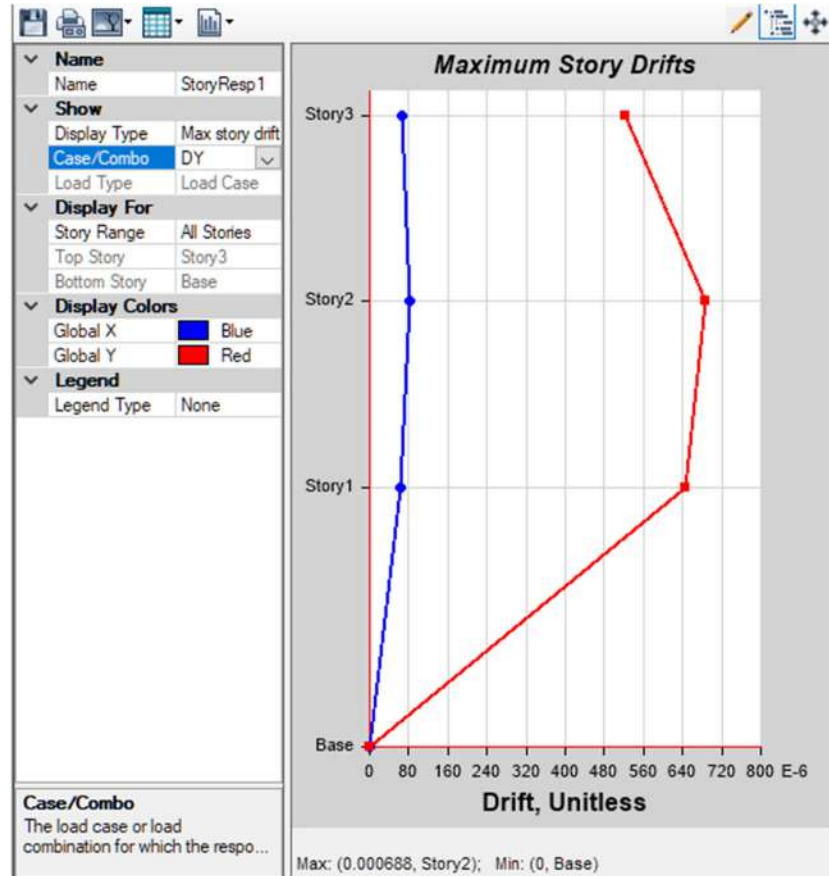 Name
Name StoryResp1
Show
Display Type Max story drift
Case/Combo DY
Load Type Load Case
Display For
Story Range All Stories
Top Story Story3
Bottom Story Base
Display Colors
Global X Blue
Global Y Red
Legend
Legend Type None
Case/Combo
The load case or load
combination for which the respo...
Maximum Story Drifts
Story3
Story2
Story1
Base
0 80 160 240 320 400 480 560 640 720 800 E-6
Drift, Unitless
Max: (0.000688, Story2); Min: (0, Base)